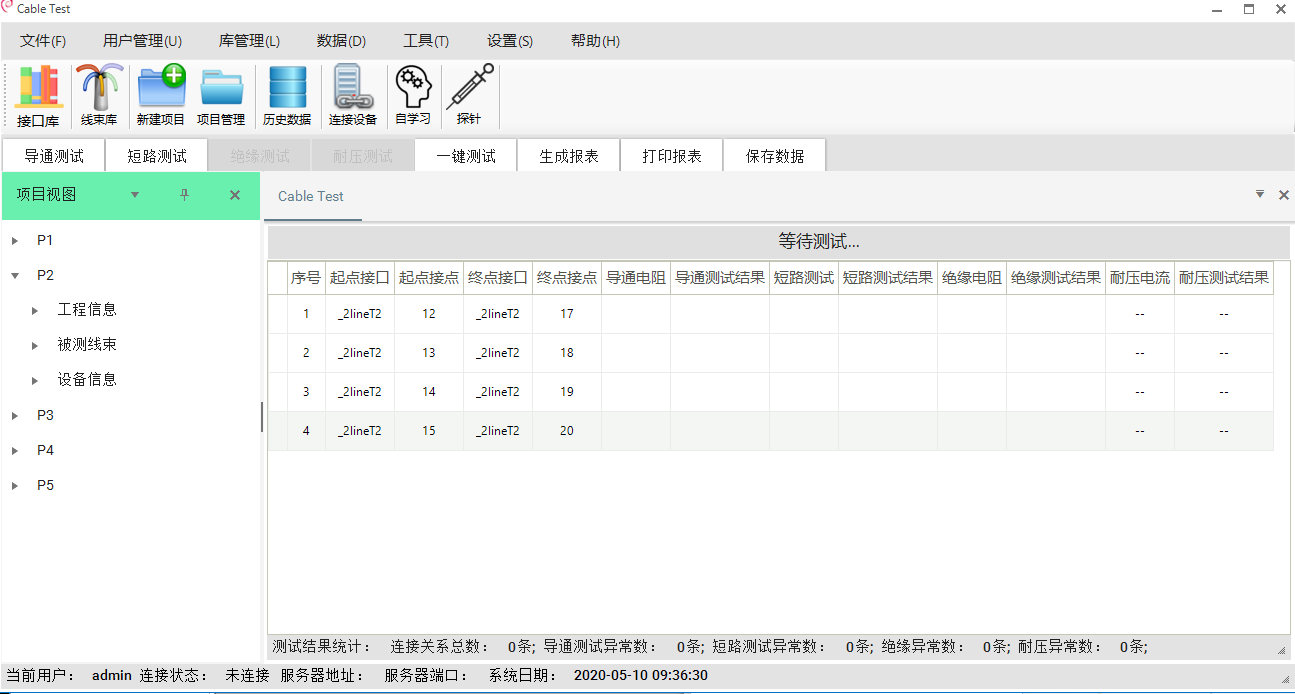 Cable Test
文件(F) 用户管理(U) 库管理(L) 数据(D) 工具(T) 设置(S) 帮助(H)
接口库 线束库 新建项目 项目管理 历史数据 连接设备 自学习 探针
导通测试 短路测试 绝缘测试 耐压测试 一键测试 生成报表 打印报表 保存数据
项目视图
P1
P2
工程信息
被测线束
设备信息
P3
P4
P5
Cable Test
等待测试...
序号 起点接口 起点接点 终点接口 终点接点 导通电阻 导通测试结果 短路测试 短路测试结果 绝缘电阻 绝缘测试结果 耐压电流 耐压测试结果
1 _2lineT2 12 _2lineT2 17 -- --
2 _2lineT2 13 _2lineT2 18 -- --
3 _2lineT2 14 _2lineT2 19 -- --
4 _2lineT2 15 _2lineT2 20 -- --
测试结果统计： 连接关系总数： 0条; 导通测试异常数： 0条; 短路测试异常数： 0条; 绝缘异常数： 0条; 耐压异常数： 0条;
当前用户： admin 连接状态： 未连接 服务器地址： 服务器端口： 系统日期： 2020-05-10 09:36:30